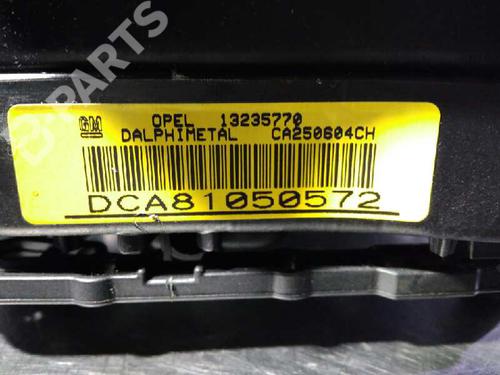 B-PARTS
GM OPEL 13235770
DALPHIMETAL CA250604CH
DCA81050572